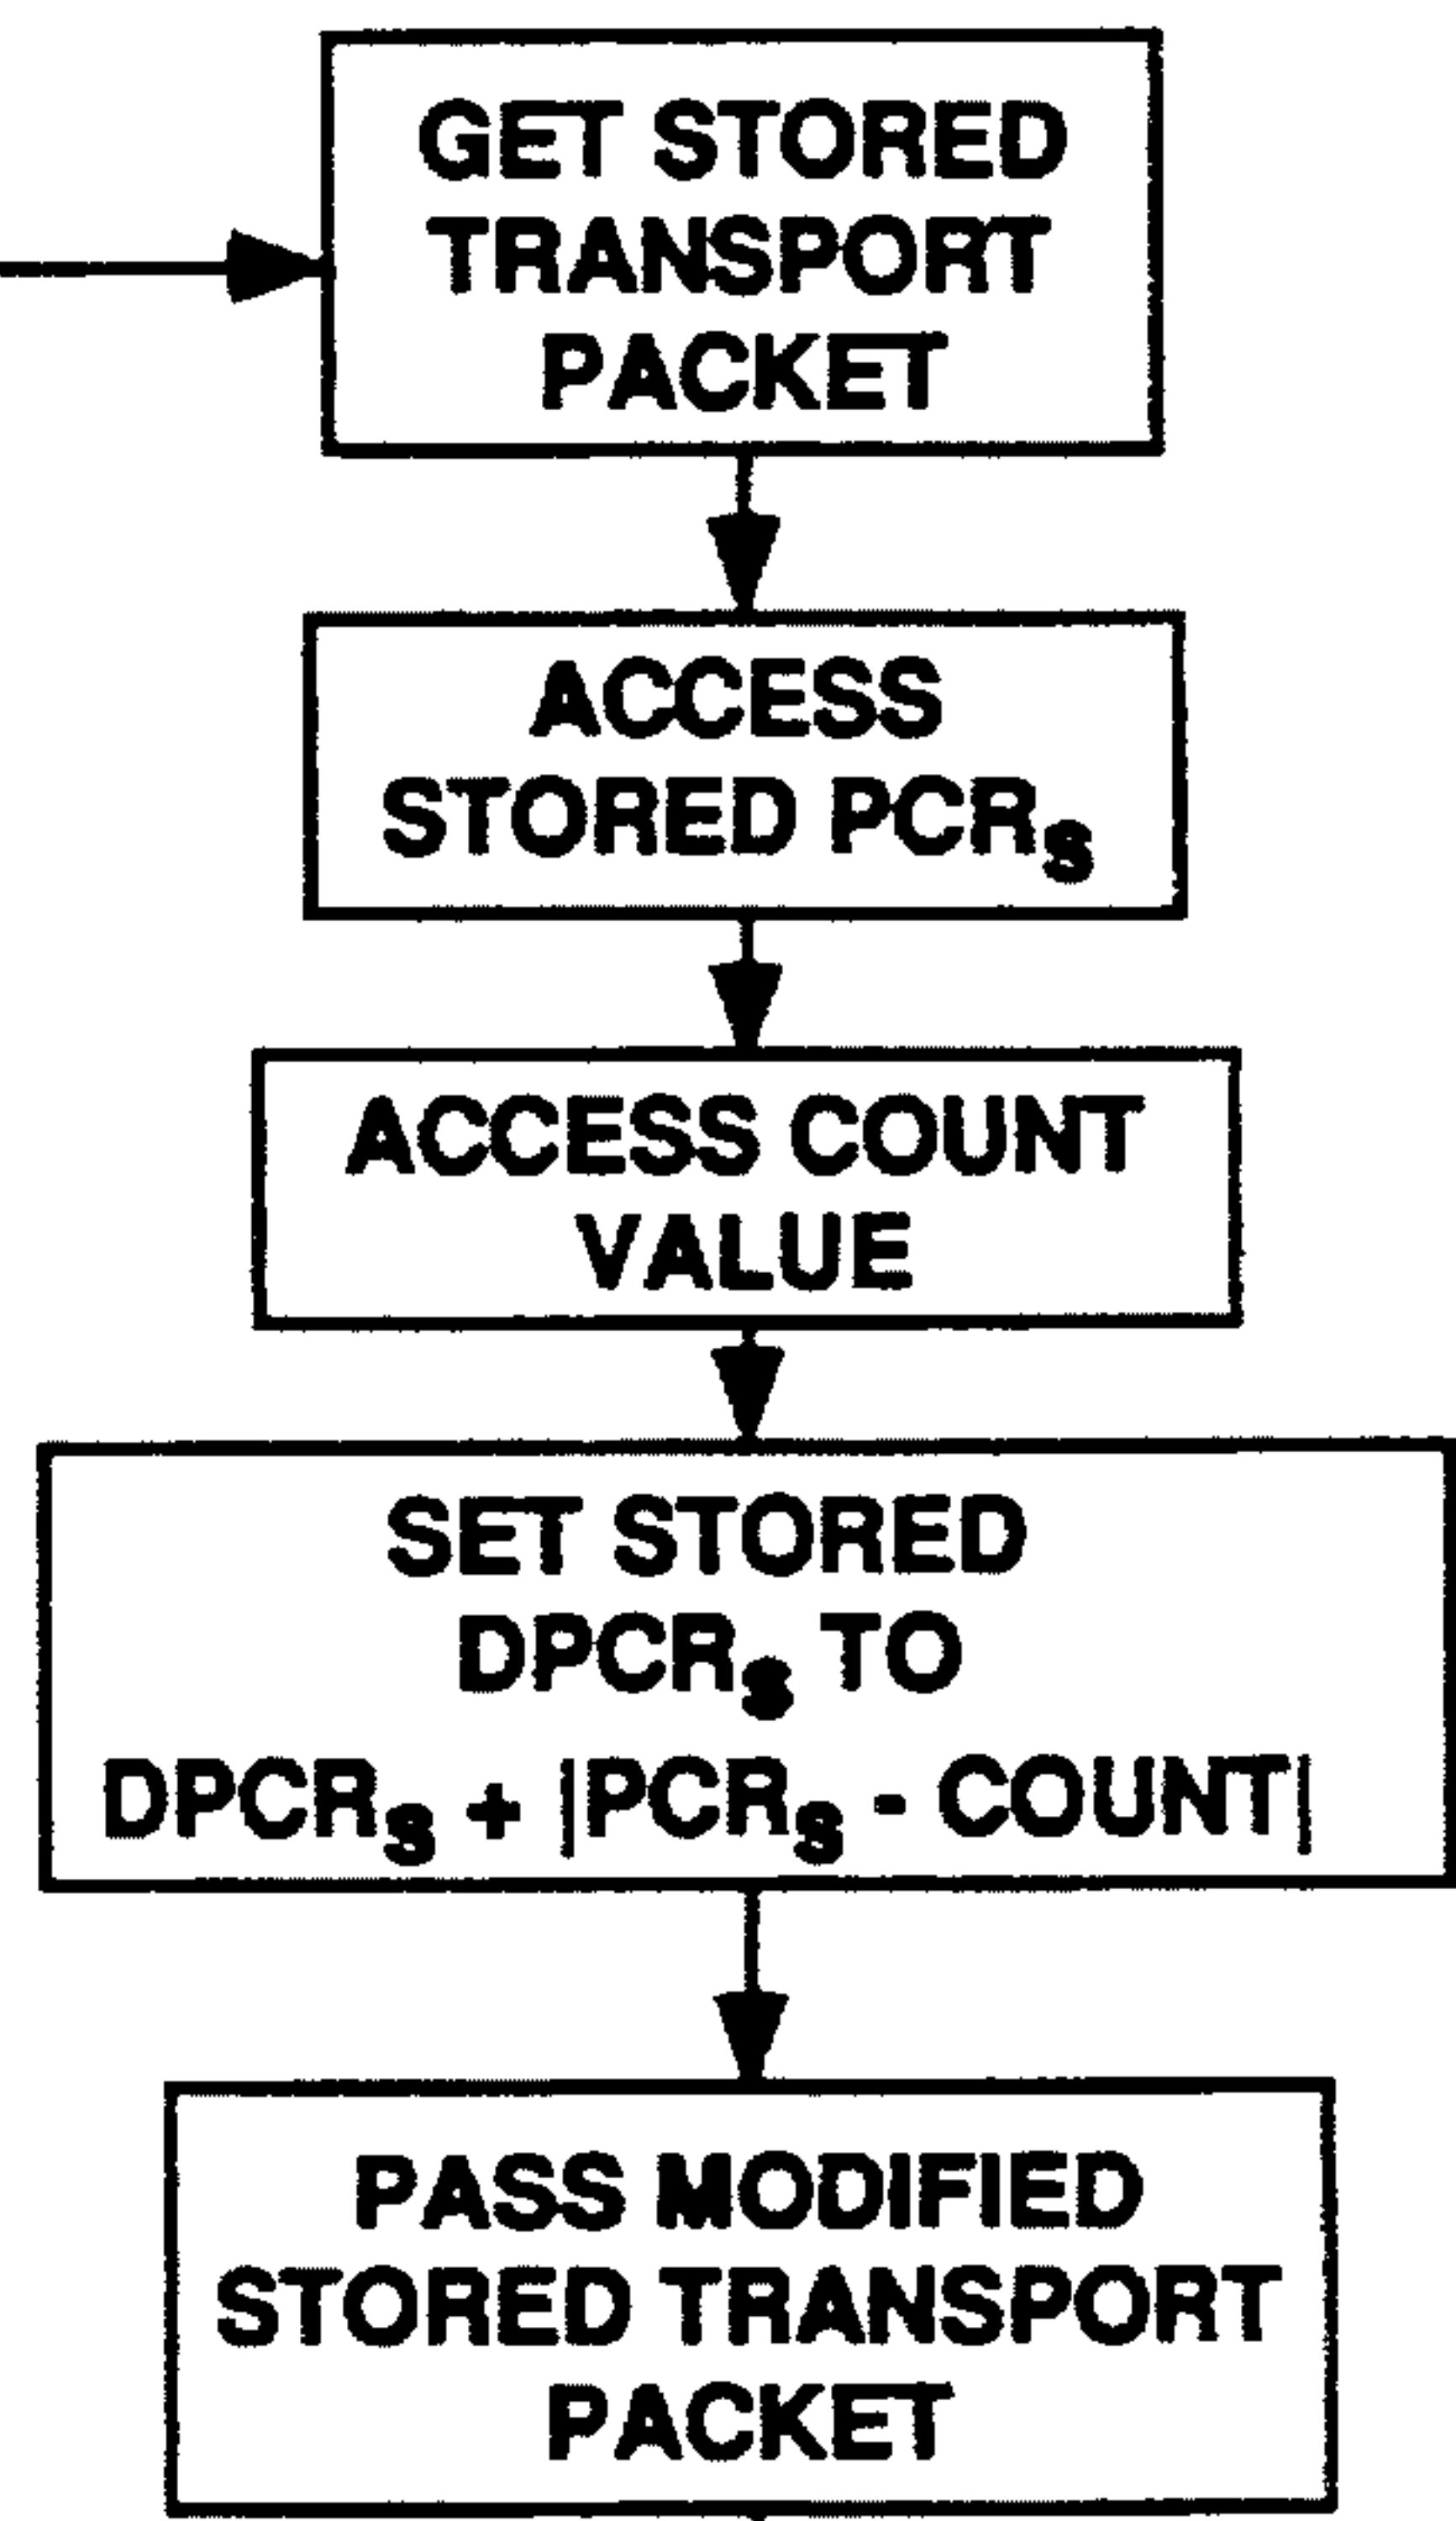 GET STORED
TRANSPORT
PACKET
ACCESS
STORED PCRS
ACCESS COUNT
VALUE
SET STORED
DPCRS TO
DPCRS + |PCRS - COUNT|
PASS MODIFIED
STORED TRANSPORT
PACKET